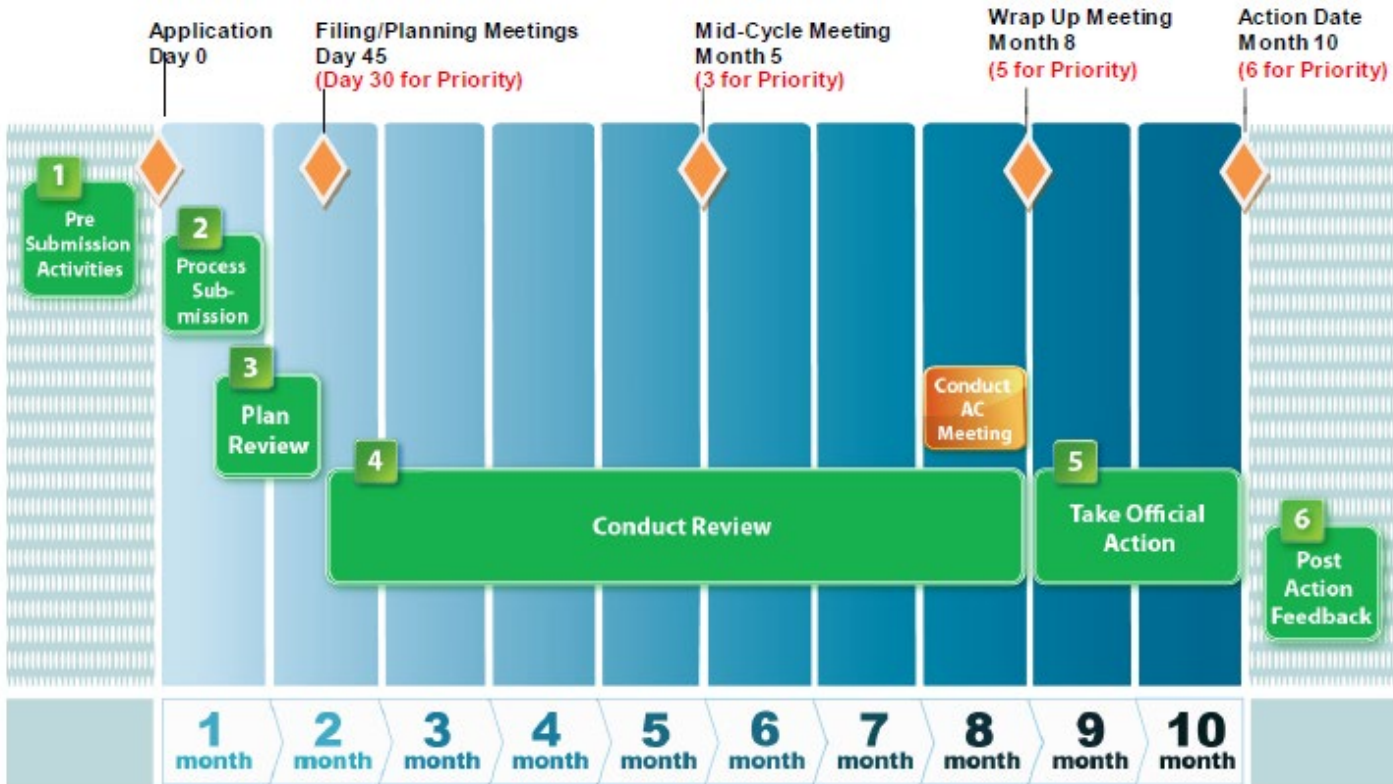 Application
Day 0
Filing/Planning Meetings
Day 45
(Day 30 for Priority)
Mid-Cycle Meeting
Month 5
(3 for Priority)
Wrap Up Meeting
Month 8
(5 for Priority)
Action Date
Month 10
(6 for Priority)
1
Pre
Submission
Activities
2
Process
Sub-
mission
3
Plan
Review
Conduct
AC
Meeting
4
Conduct Review
5
Take Official
Action
6
Post
Action
Feedback
1
month
2
month
3
month
4
month
5
month
6
month
7
month
8
month
9
month
10
month